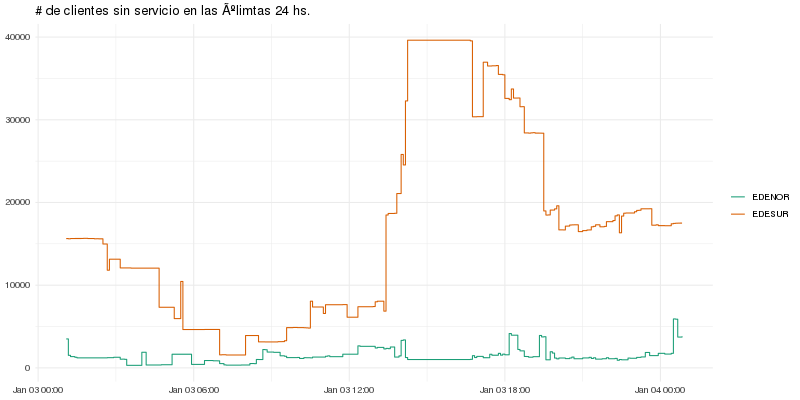 # de clientes sin servicio en las Ãºlimtas 24 hs.
40000
30000
20000
10000
0
Jan 03 00:00
Jan 03 06:00
Jan 03 12:00
Jan 03 18:00
Jan 04 00:00
EDENOR
EDESUR